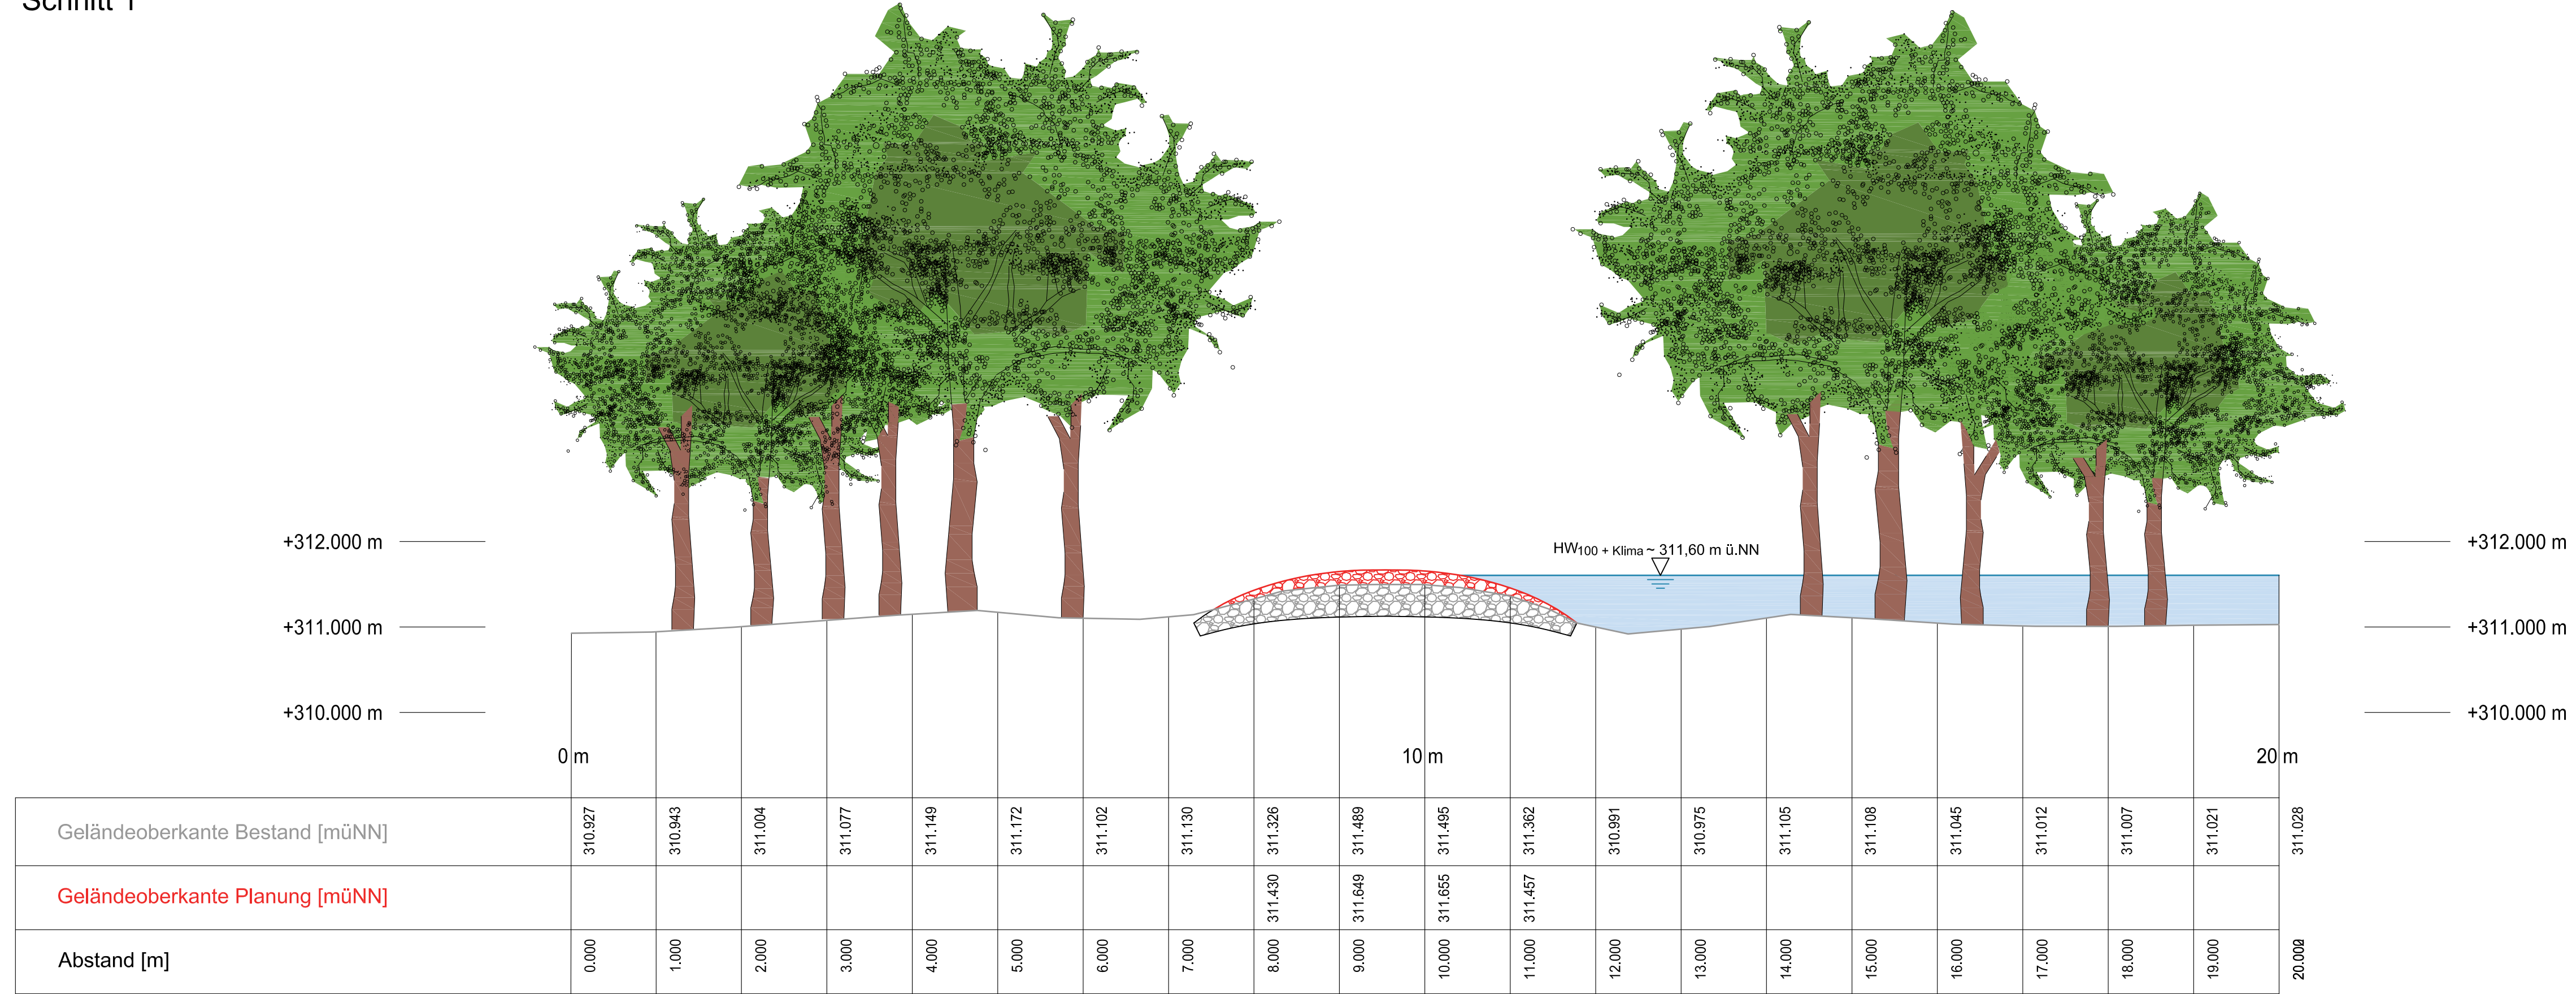 Schnitt 1
HW100 + Klima ~ 311,60 m ü.NN
+312.000 m +312.000 m
+311.000 m +311.000 m
+310.000 m +310.000 m
0 m 10 m 20 m
Geländeoberkante Bestand [müNN] 310.927 310.943 311.004 311.077 311.149 311.172 311.102 311.130 311.326 311.489 311.495 311.362 310.991 310.975 311.105 311.108 311.045 311.012 311.007 311.021 311.028
Geländeoberkante Planung [müNN] 311.430 311.649 311.655 311.457
Abstand [m] 0.000 1.000 2.000 3.000 4.000 5.000 6.000 7.000 8.000 9.000 10.000 11.000 12.000 13.000 14.000 15.000 16.000 17.000 18.000 19.000